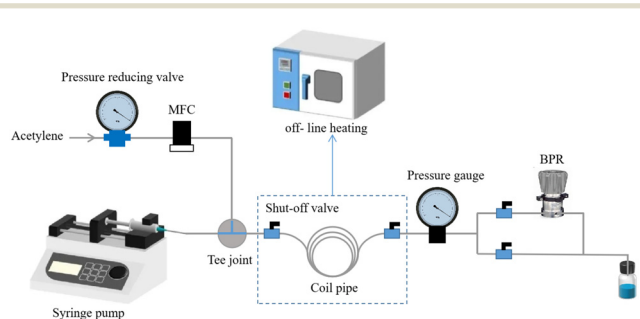 Pressure reducing valve
MFC
Acetylene
off- line heating
Pressure gauge
BPR
Shut-off valve
Tee joint
Coil pipe
Syringe pump